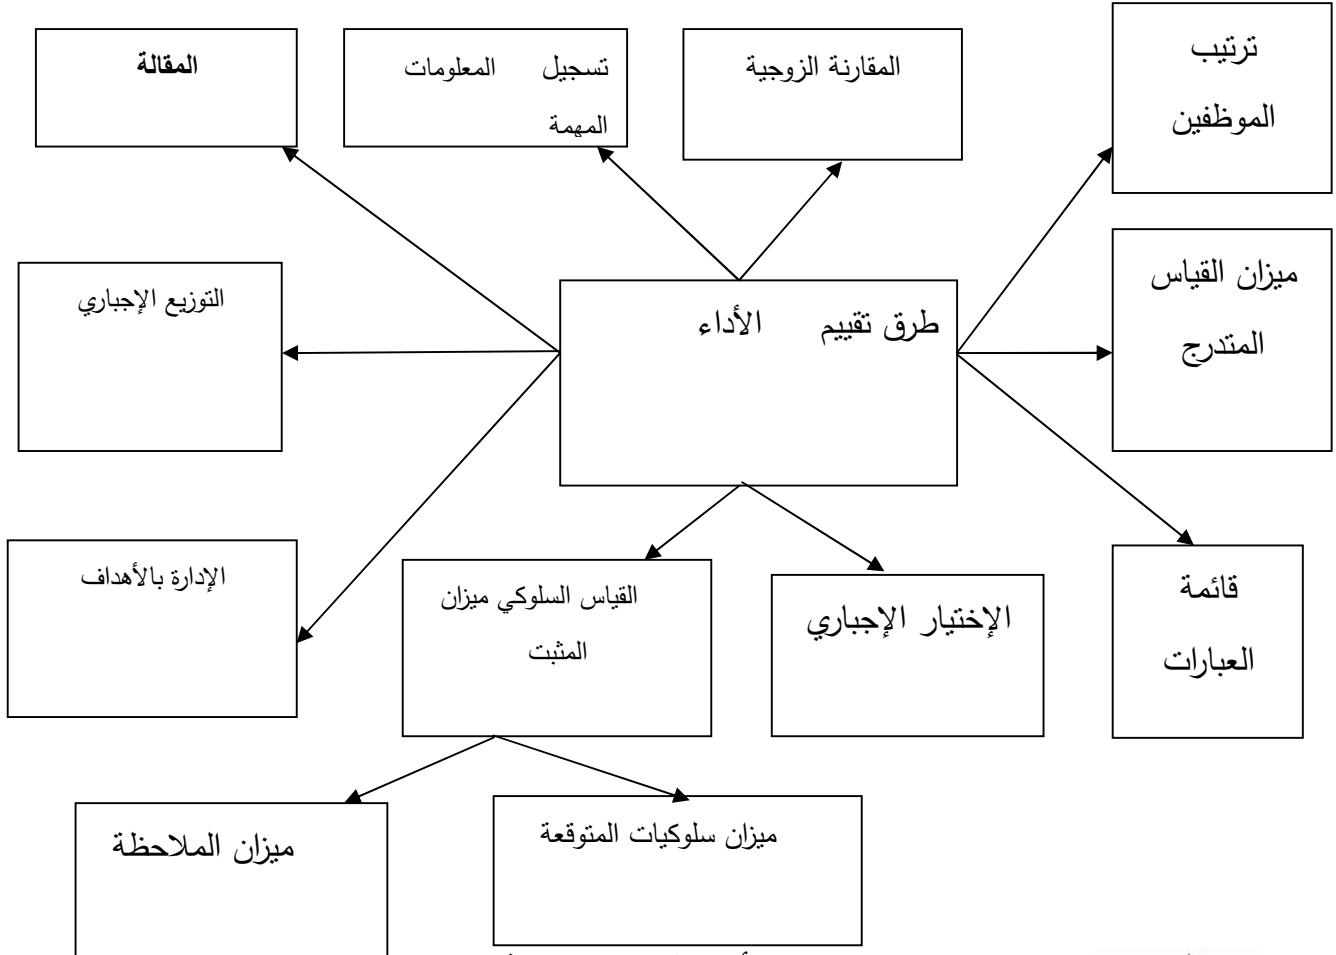 ترتيب
الموظفين
المقارنة الزوجية
تسجيل المعلومات
المهمة
المقالة
ميزان القياس
المتدرج
طرق تقييم الأداء
التوزيع الإجباري
قائمة
العبارات
الإختيار الإجباري
القياس السلوكي ميزان
المثبت
الإدارة بالأهداف
ميزان سلوكيات المتوقعة
ميزان الملاحظة